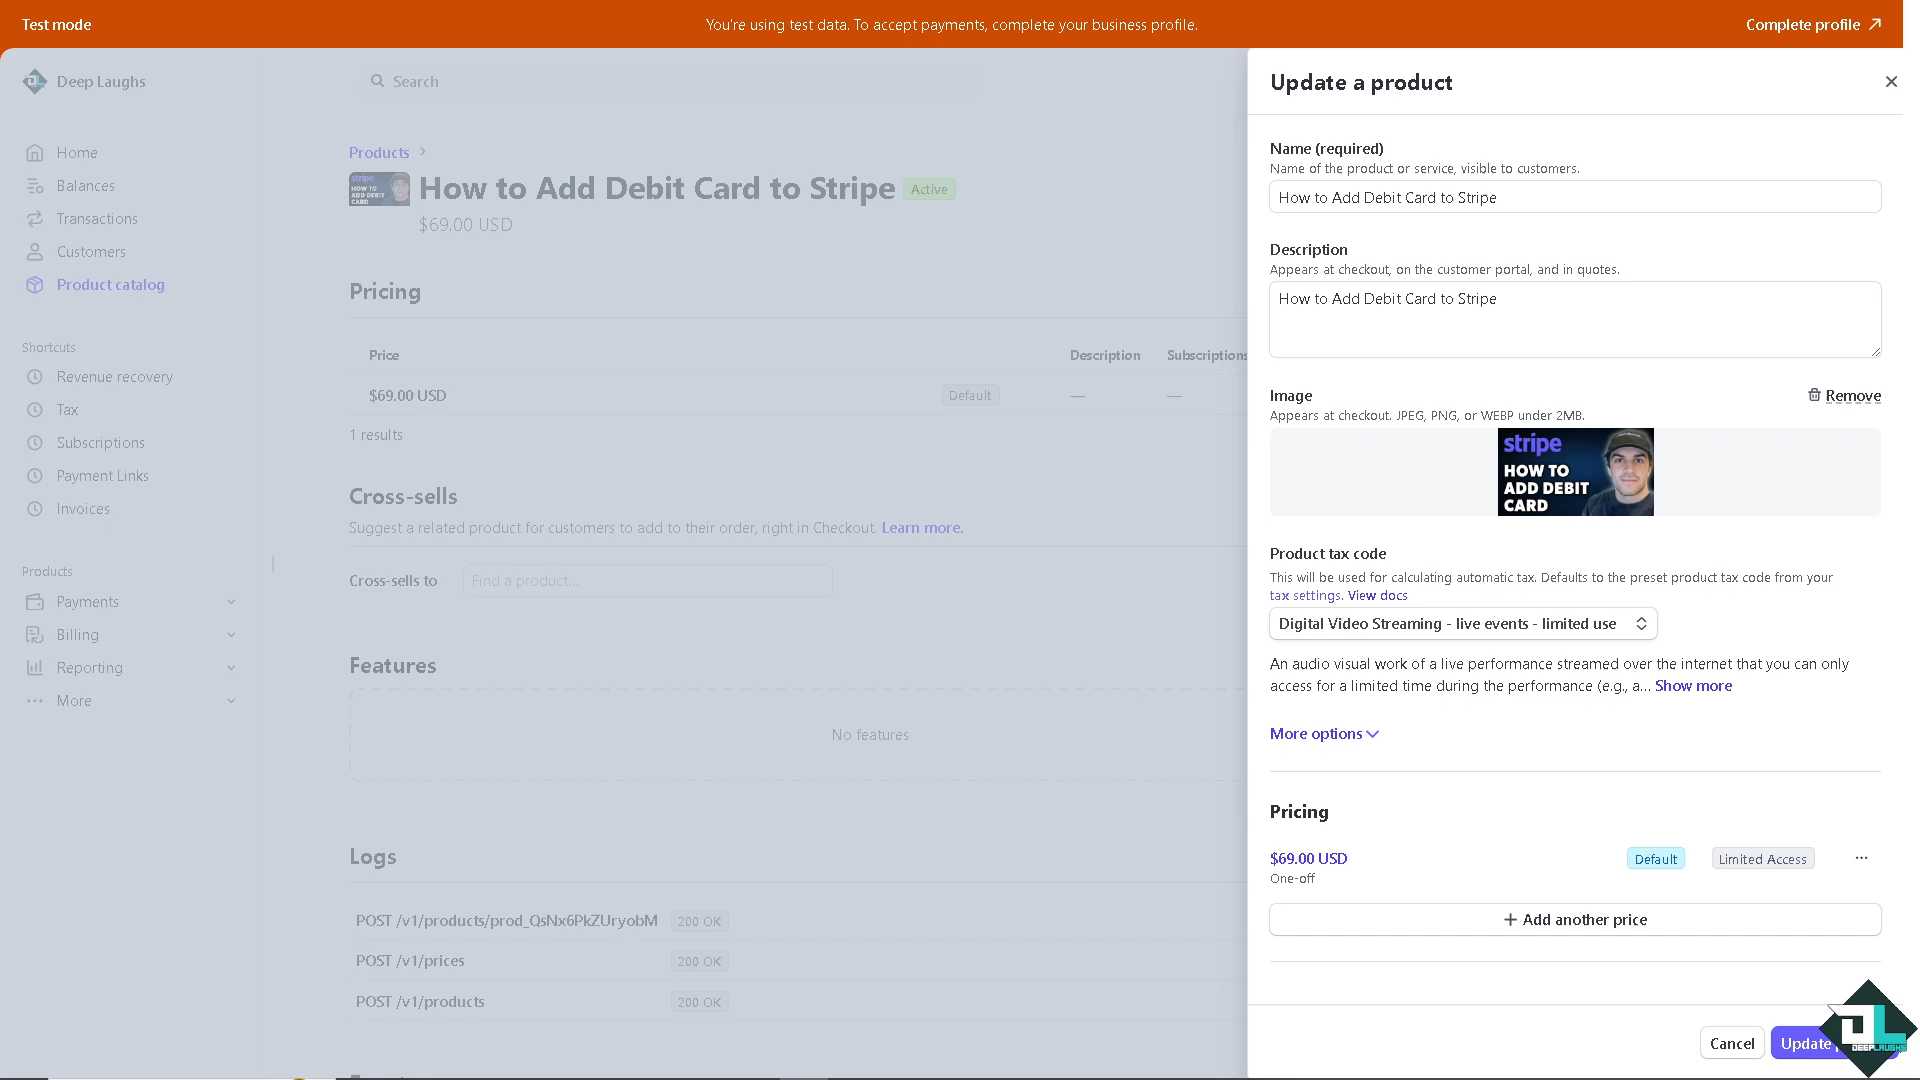 Test mode
You're using test data. To accept payments, complete your business profile.
Complete profile
Deep Laughs
Search
Home
Balances
Transactions
Customers
Product catalog
Shortcuts
Revenue recovery
Tax
Subscriptions
Payment Links
Invoices
Products
Payments
Billing
Reporting
More
Products
stripe
HOW TO
ADD DEBIT
CARD
How to Add Debit Card to Stripe
Active
$69.00 USD
Pricing
Price
Description
Subscriptions
$69.00 USD
Default
—
—
1 results
Cross-sells
Suggest a related product for customers to add to their order, right in Checkout. Learn more.
Cross-sells to
Find a product...
Features
No features
Logs
POST /v1/products/prod_QsNx6PkZUryobM
200 OK
POST /v1/prices
200 OK
POST /v1/products
200 OK
Update a product
Name (required)
Name of the product or service, visible to customers.
How to Add Debit Card to Stripe
Description
Appears at checkout, on the customer portal, and in quotes.
How to Add Debit Card to Stripe
Image
Remove
Appears at checkout. JPEG, PNG, or WEBP under 2MB.
stripe
HOW TO
ADD DEBIT
CARD
Product tax code
This will be used for calculating automatic tax. Defaults to the preset product tax code from your
tax settings. View docs
Digital Video Streaming - live events - limited use
An audio visual work of a live performance streamed over the internet that you can only
access for a limited time during the performance (e.g., a... Show more
More options
Pricing
$69.00 USD
Default
Limited Access
One-off
Add another price
Cancel
Update
DL
DEEPLAUGHS